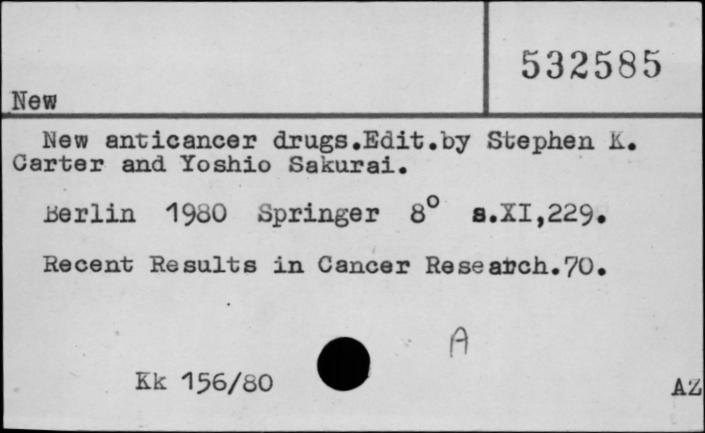 532585
New
New anticancer drugs.Edit.by Stephen K.
Carter and Yoshio Sakurai.
Berlin 1980 Springer 8° s.XI,229.
Recent Results in Cancer Research.70.
A
Kk 156/80
AZ